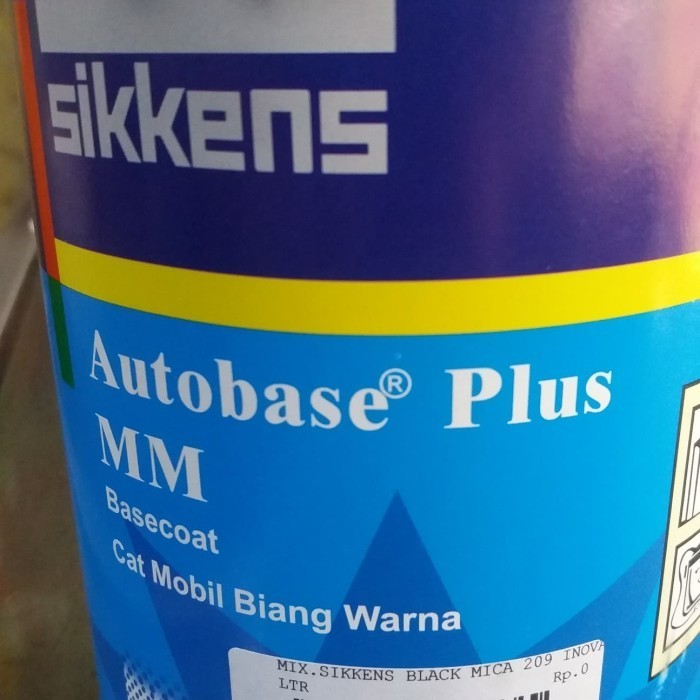 sikkens
Autobase® Plus
MM
Basecoat
Cat Mobil Biang Warna
MIX.SIKKENS BLACK MICA 209 INOVA
LTR Rp.0